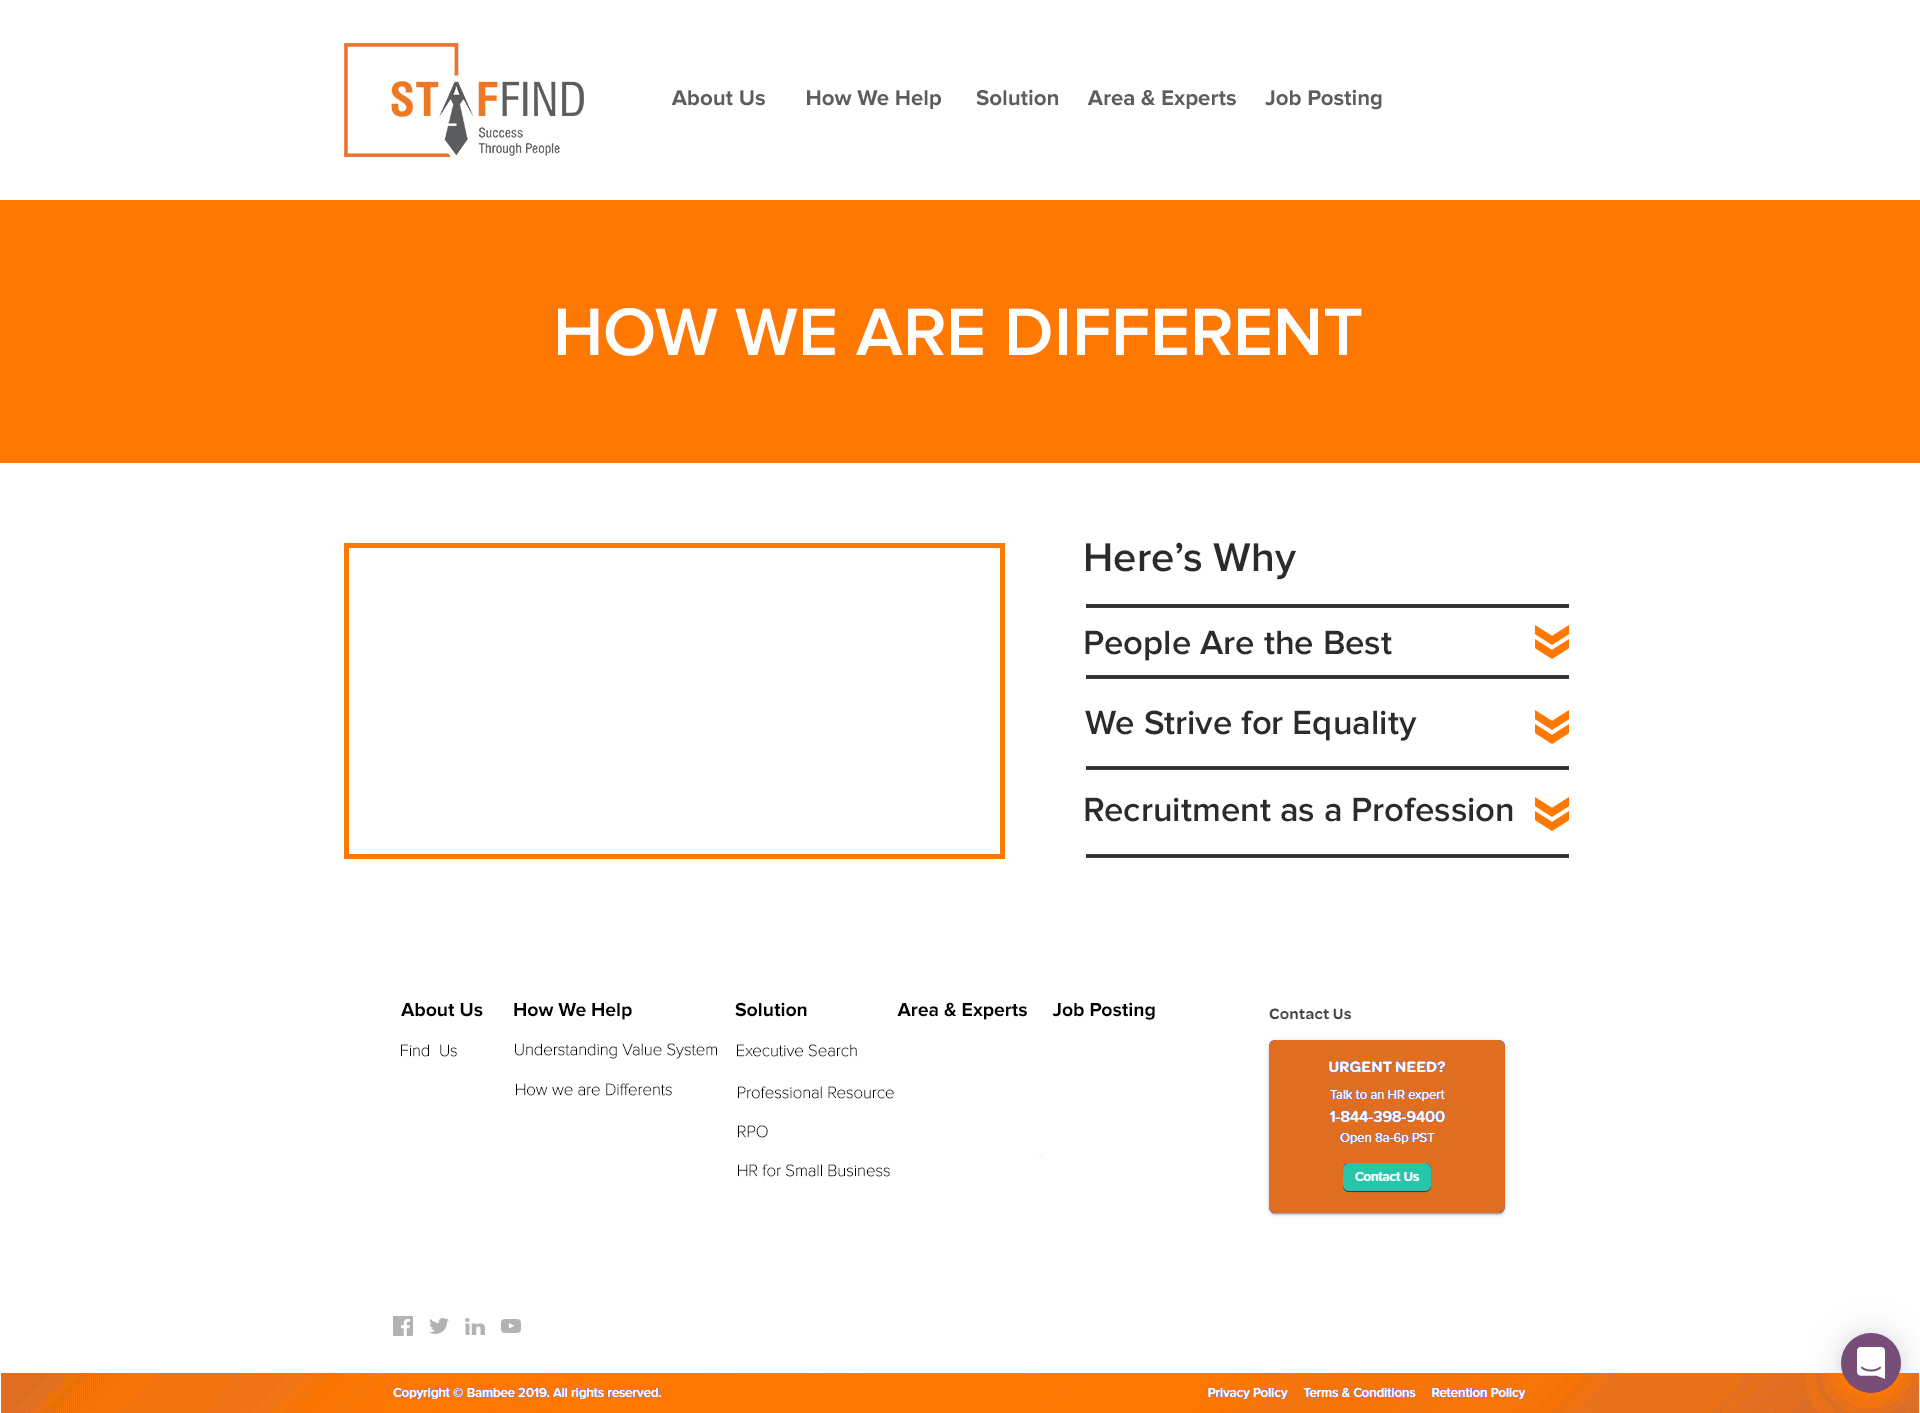 STAFFIND
Success
Through People
About Us How We Help Solution Area & Experts Job Posting
HOW WE ARE DIFFERENT
Here’s Why
People Are the Best
We Strive for Equality
Recruitment as a Profession
About Us How We Help Solution Area & Experts Job Posting
Find Us Understanding Value System Executive Search
How we are Differents Professional Resource
RPO
HR for Small Business
Contact Us
URGENT NEED?
Talk to an HR expert
1-844-398-9400
Open 8a-6p PST
Contact Us
Copyright © Bambee 2019. All rights reserved. Privacy Policy Terms & Conditions Retention Policy